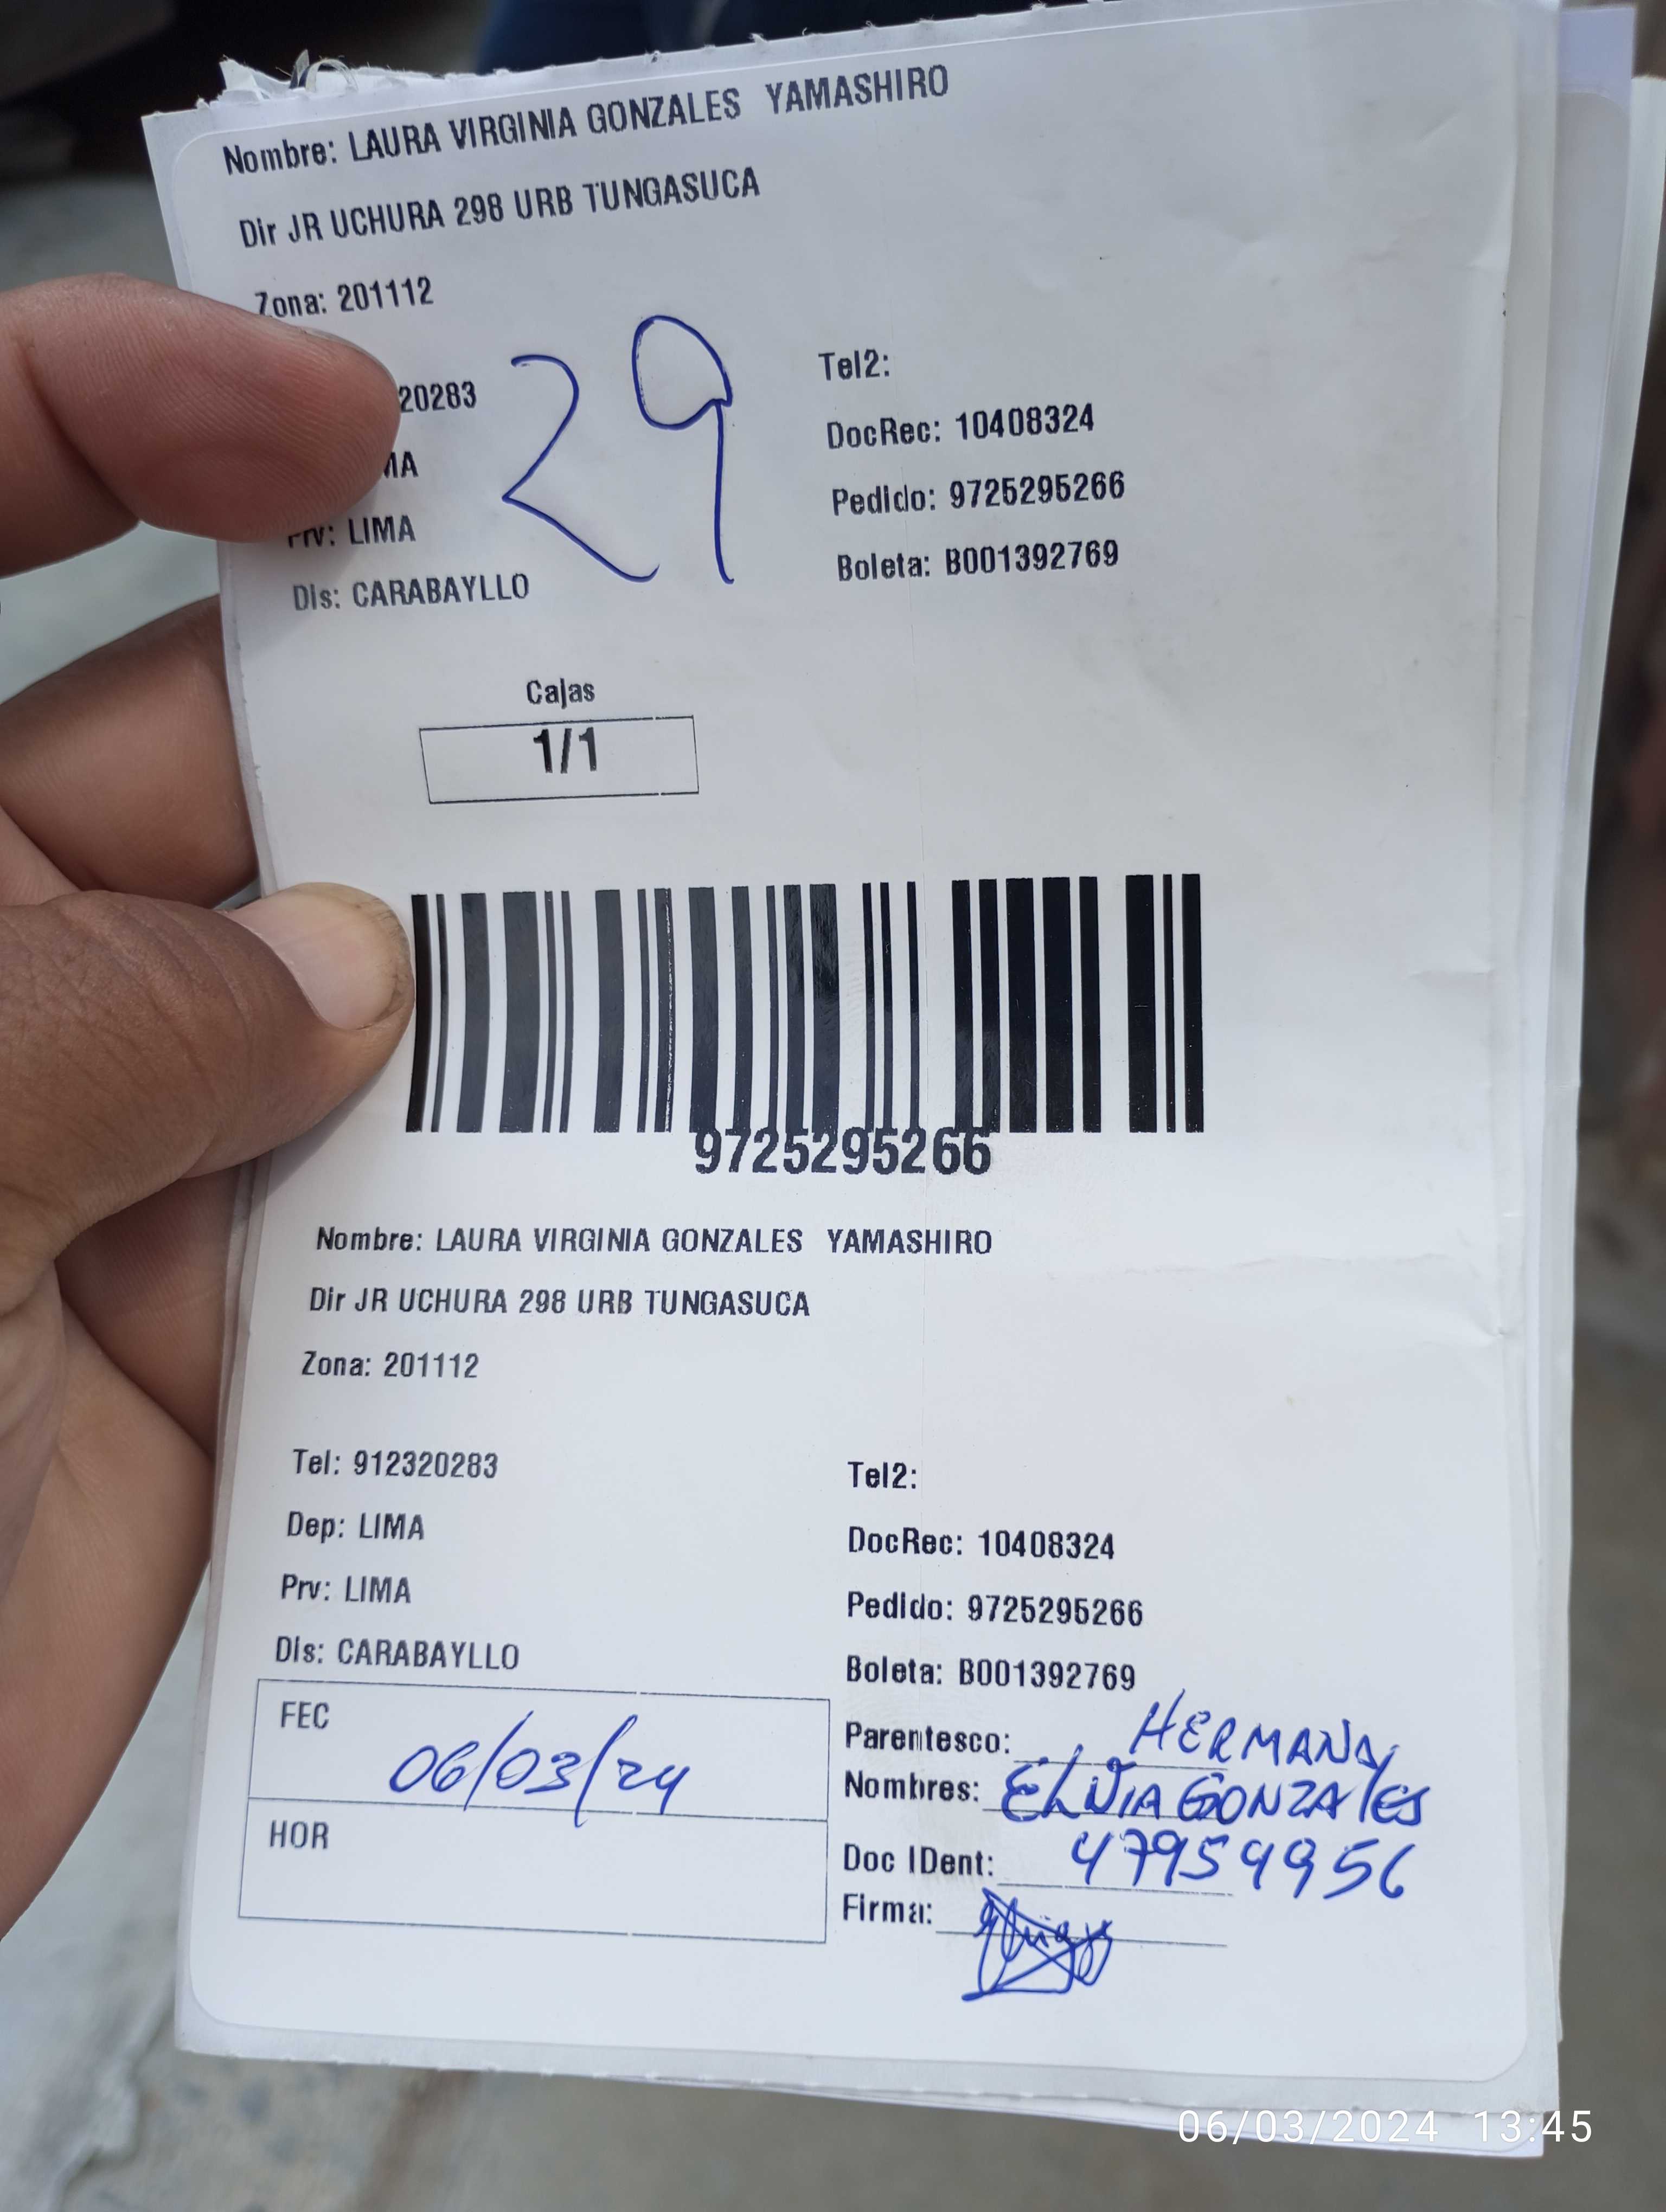 Nombre: LAURA VIRGINIA GONZALES YAMASHIRO
Dir JR UCHURA 298 URB TUNGASUCA
Zona: 201112
20283
29
Tel2:
DocRec: 10408324
MA
Pedido: 9725295266
Prv: LIMA
Boleta: B001392769
Dis: CARABAYLLO
Cajas
1/1
9725295266
Nombre: LAURA VIRGINIA GONZALES YAMASHIRO
Dir JR UCHURA 298 URB TUNGASUCA
Zona: 201112
Tel: 912320283
Tel2:
Dep: LIMA
DocRec: 10408324
Prv: LIMA
Pedido: 9725295266
Dis: CARABAYLLO
Boleta: B001392769
FEC 06/03/24
HOR
Parentesco: HERMANA
Nombres: ELVIA GONZALES
Doc IDent: 47959956
Firma:
06/03/2024 13:45